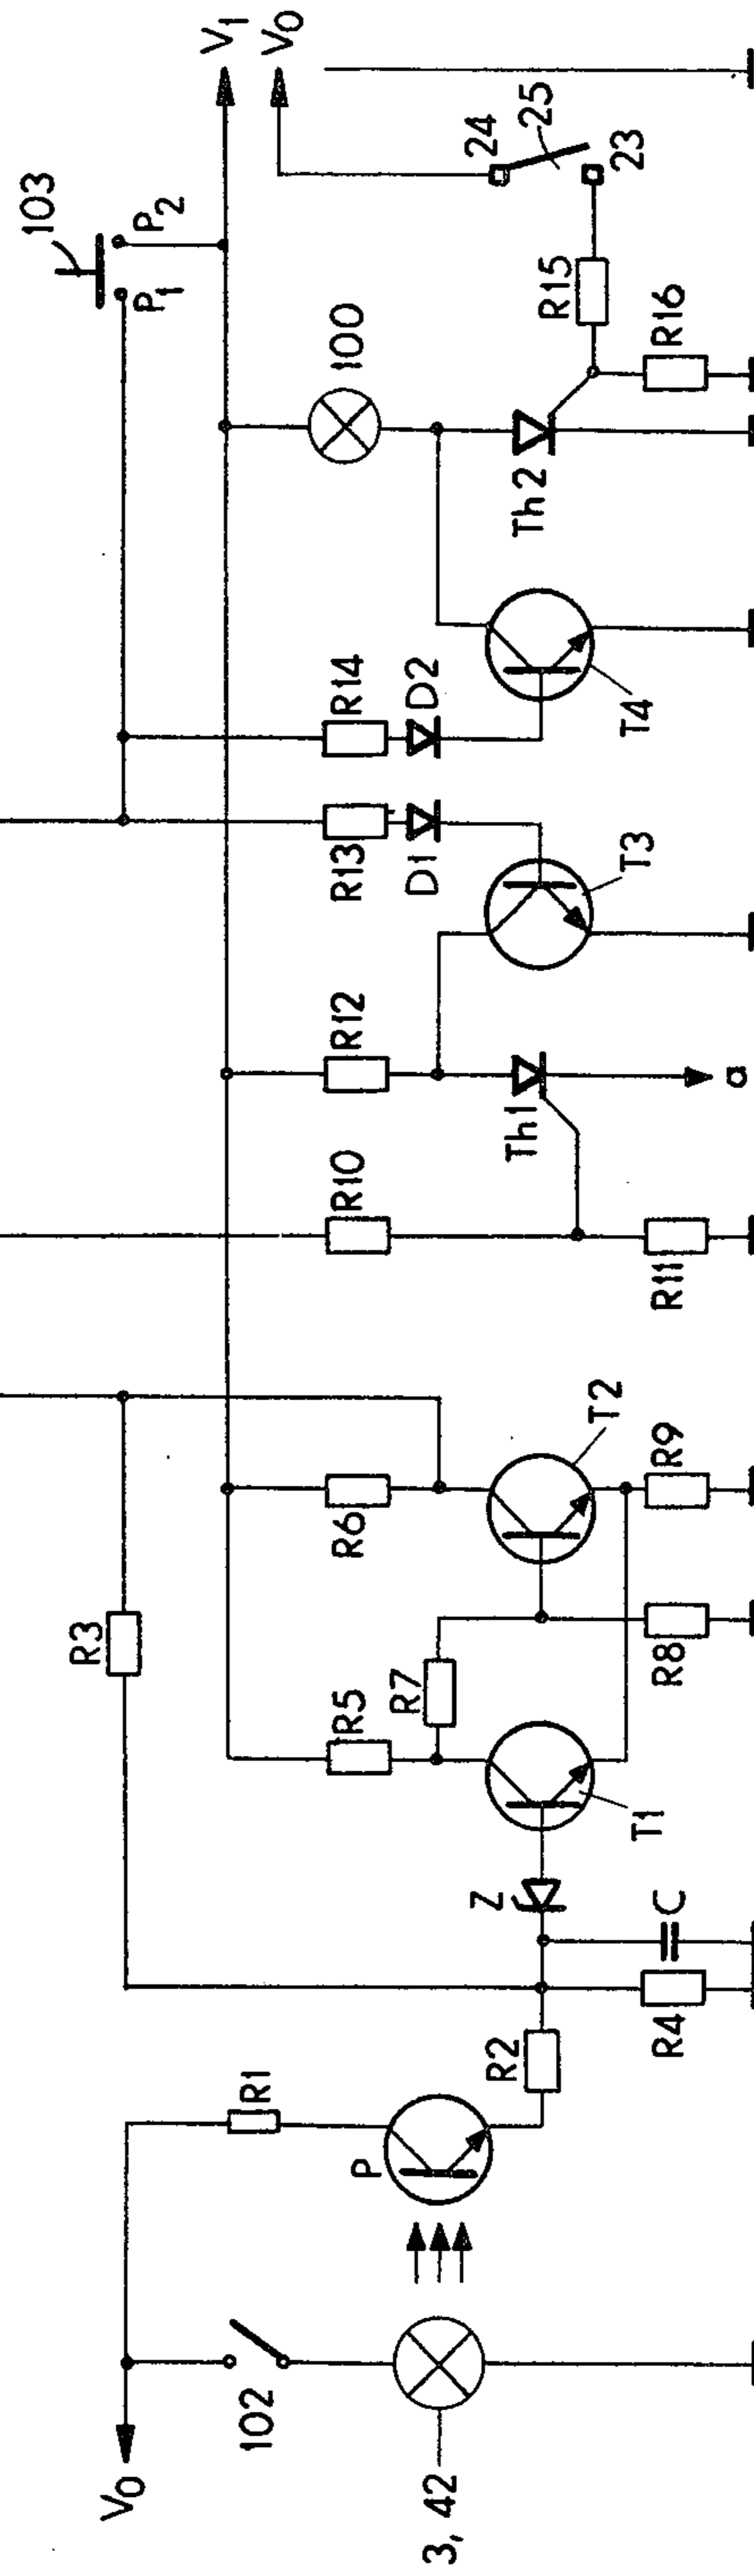 103
P1
P2
V1
V0
R3
R1
R5
R6
R10
R12
R13
R14
D1
D2
100
24
25
23
R15
R16
V0
102
3, 42
P
R2
Z
R7
T1
T2
Th1
T3
T4
Th2
R4
C
R8
R9
R11
a